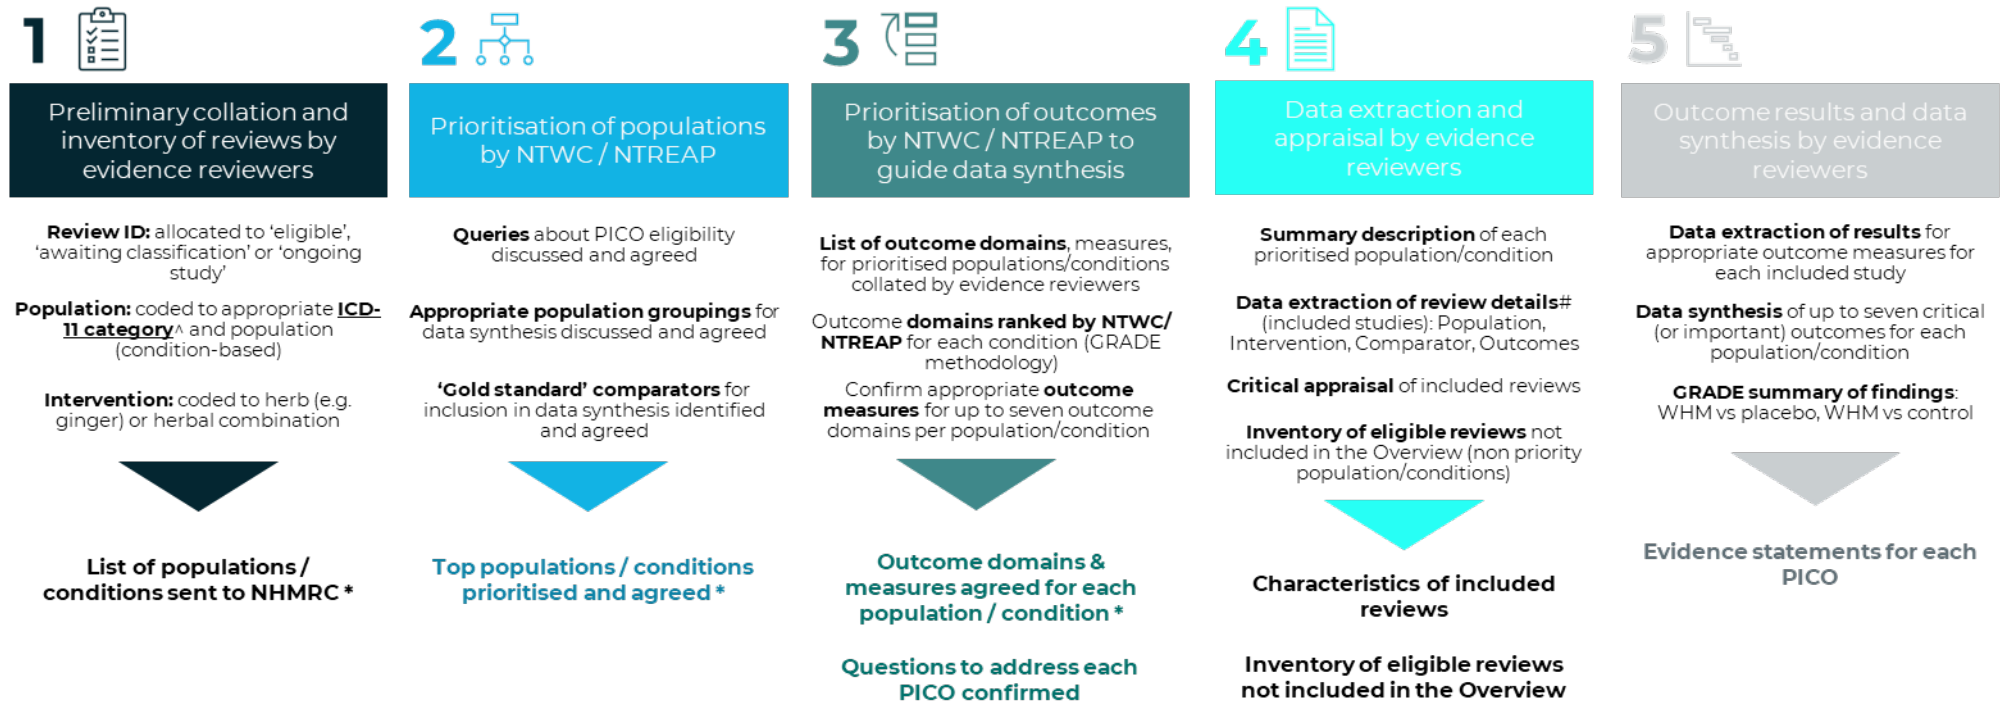 1
Preliminary collation and
inventory of reviews by
evidence reviewers
Review ID: allocated to ‘eligible’,
‘awaiting classification’ or ‘ongoing
study’
Population: coded to appropriate ICD-
11 category^ and population
(condition-based)
Intervention: coded to herb (e.g.
ginger) or herbal combination
List of populations /
conditions sent to NHMRC *
2
Prioritisation of populations
by NTWC / NTREAP
Queries about PICO eligibility
discussed and agreed
Appropriate population groupings for
data synthesis discussed and agreed
‘Gold standard’ comparators for
inclusion in data synthesis identified
and agreed
Top populations / conditions
prioritised and agreed *
3
Prioritisation of outcomes
by NTWC / NTREAP to
guide data synthesis
List of outcome domains, measures,
for prioritised populations/conditions
collated by evidence reviewers
Outcome domains ranked by NTWC/
NTREAP for each condition (GRADE
methodology)
Confirm appropriate outcome
measures for up to seven outcome
domains per population/condition
Outcome domains &
measures agreed for each
population / condition *
Questions to address each
PICO confirmed
4
Data extraction and
appraisal by evidence
reviewers
Summary description of each
prioritised population/condition
Data extraction of review details#
(included studies): Population,
Intervention, Comparator, Outcomes
Critical appraisal of included reviews
Inventory of eligible reviews not
included in the Overview (non priority
population/conditions)
Characteristics of included
reviews
Inventory of eligible reviews
not included in the Overview
5
Outcome results and data
synthesis by evidence
reviewers
Data extraction of results for
appropriate outcome measures for
each included study
Data synthesis of up to seven critical
(or important) outcomes for each
population/condition
GRADE summary of findings:
WHM vs placebo, WHM vs control
Evidence statements for each
PICO